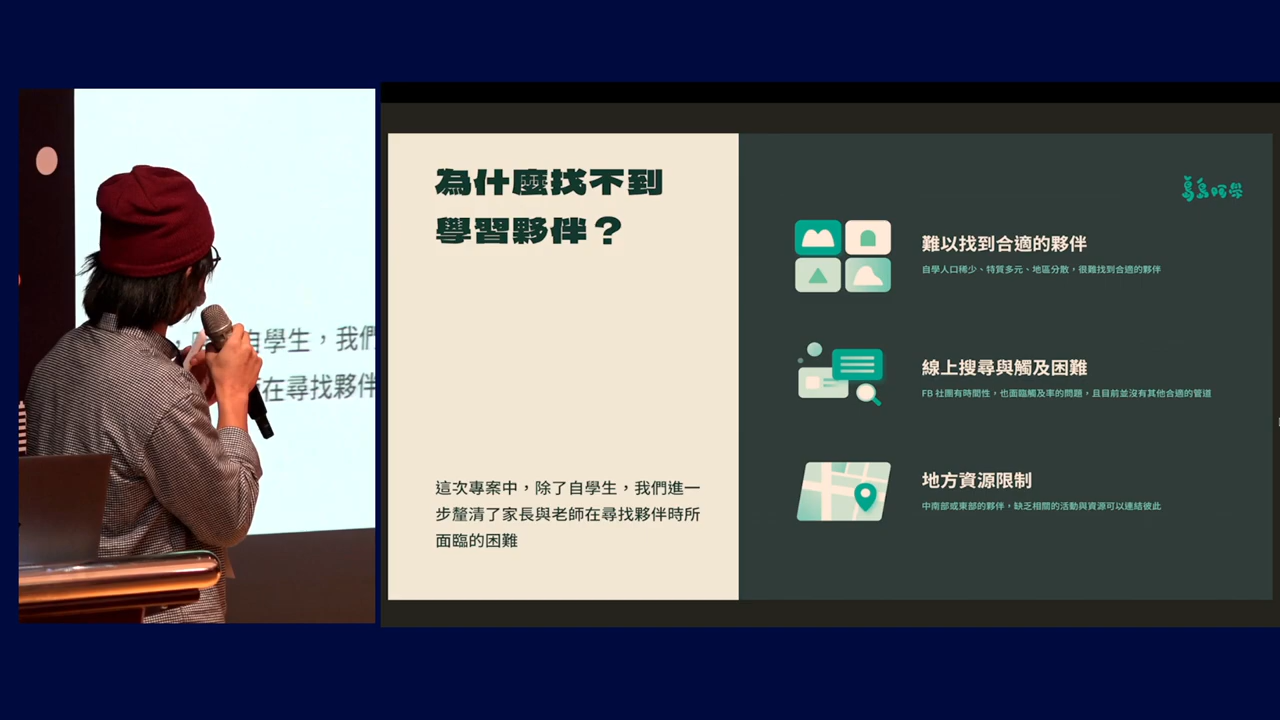 為什麼找不到
學習夥伴？
這次專案中，除了自學生，我們進一
步釐清了家長與老師在尋找夥伴時所
面臨的困難
難以找到合適的夥伴
自學人口稀少、特質多元、地區分散，很難找到合適的夥伴
線上搜尋與觸及困難
FB 社團有時間性，也面臨觸及率的問題，且目前並沒有其他合適的管道
地方資源限制
中南部或東部的夥伴，缺乏相關的活動與資源可以連結彼此
自學生，我們
在尋找夥伴